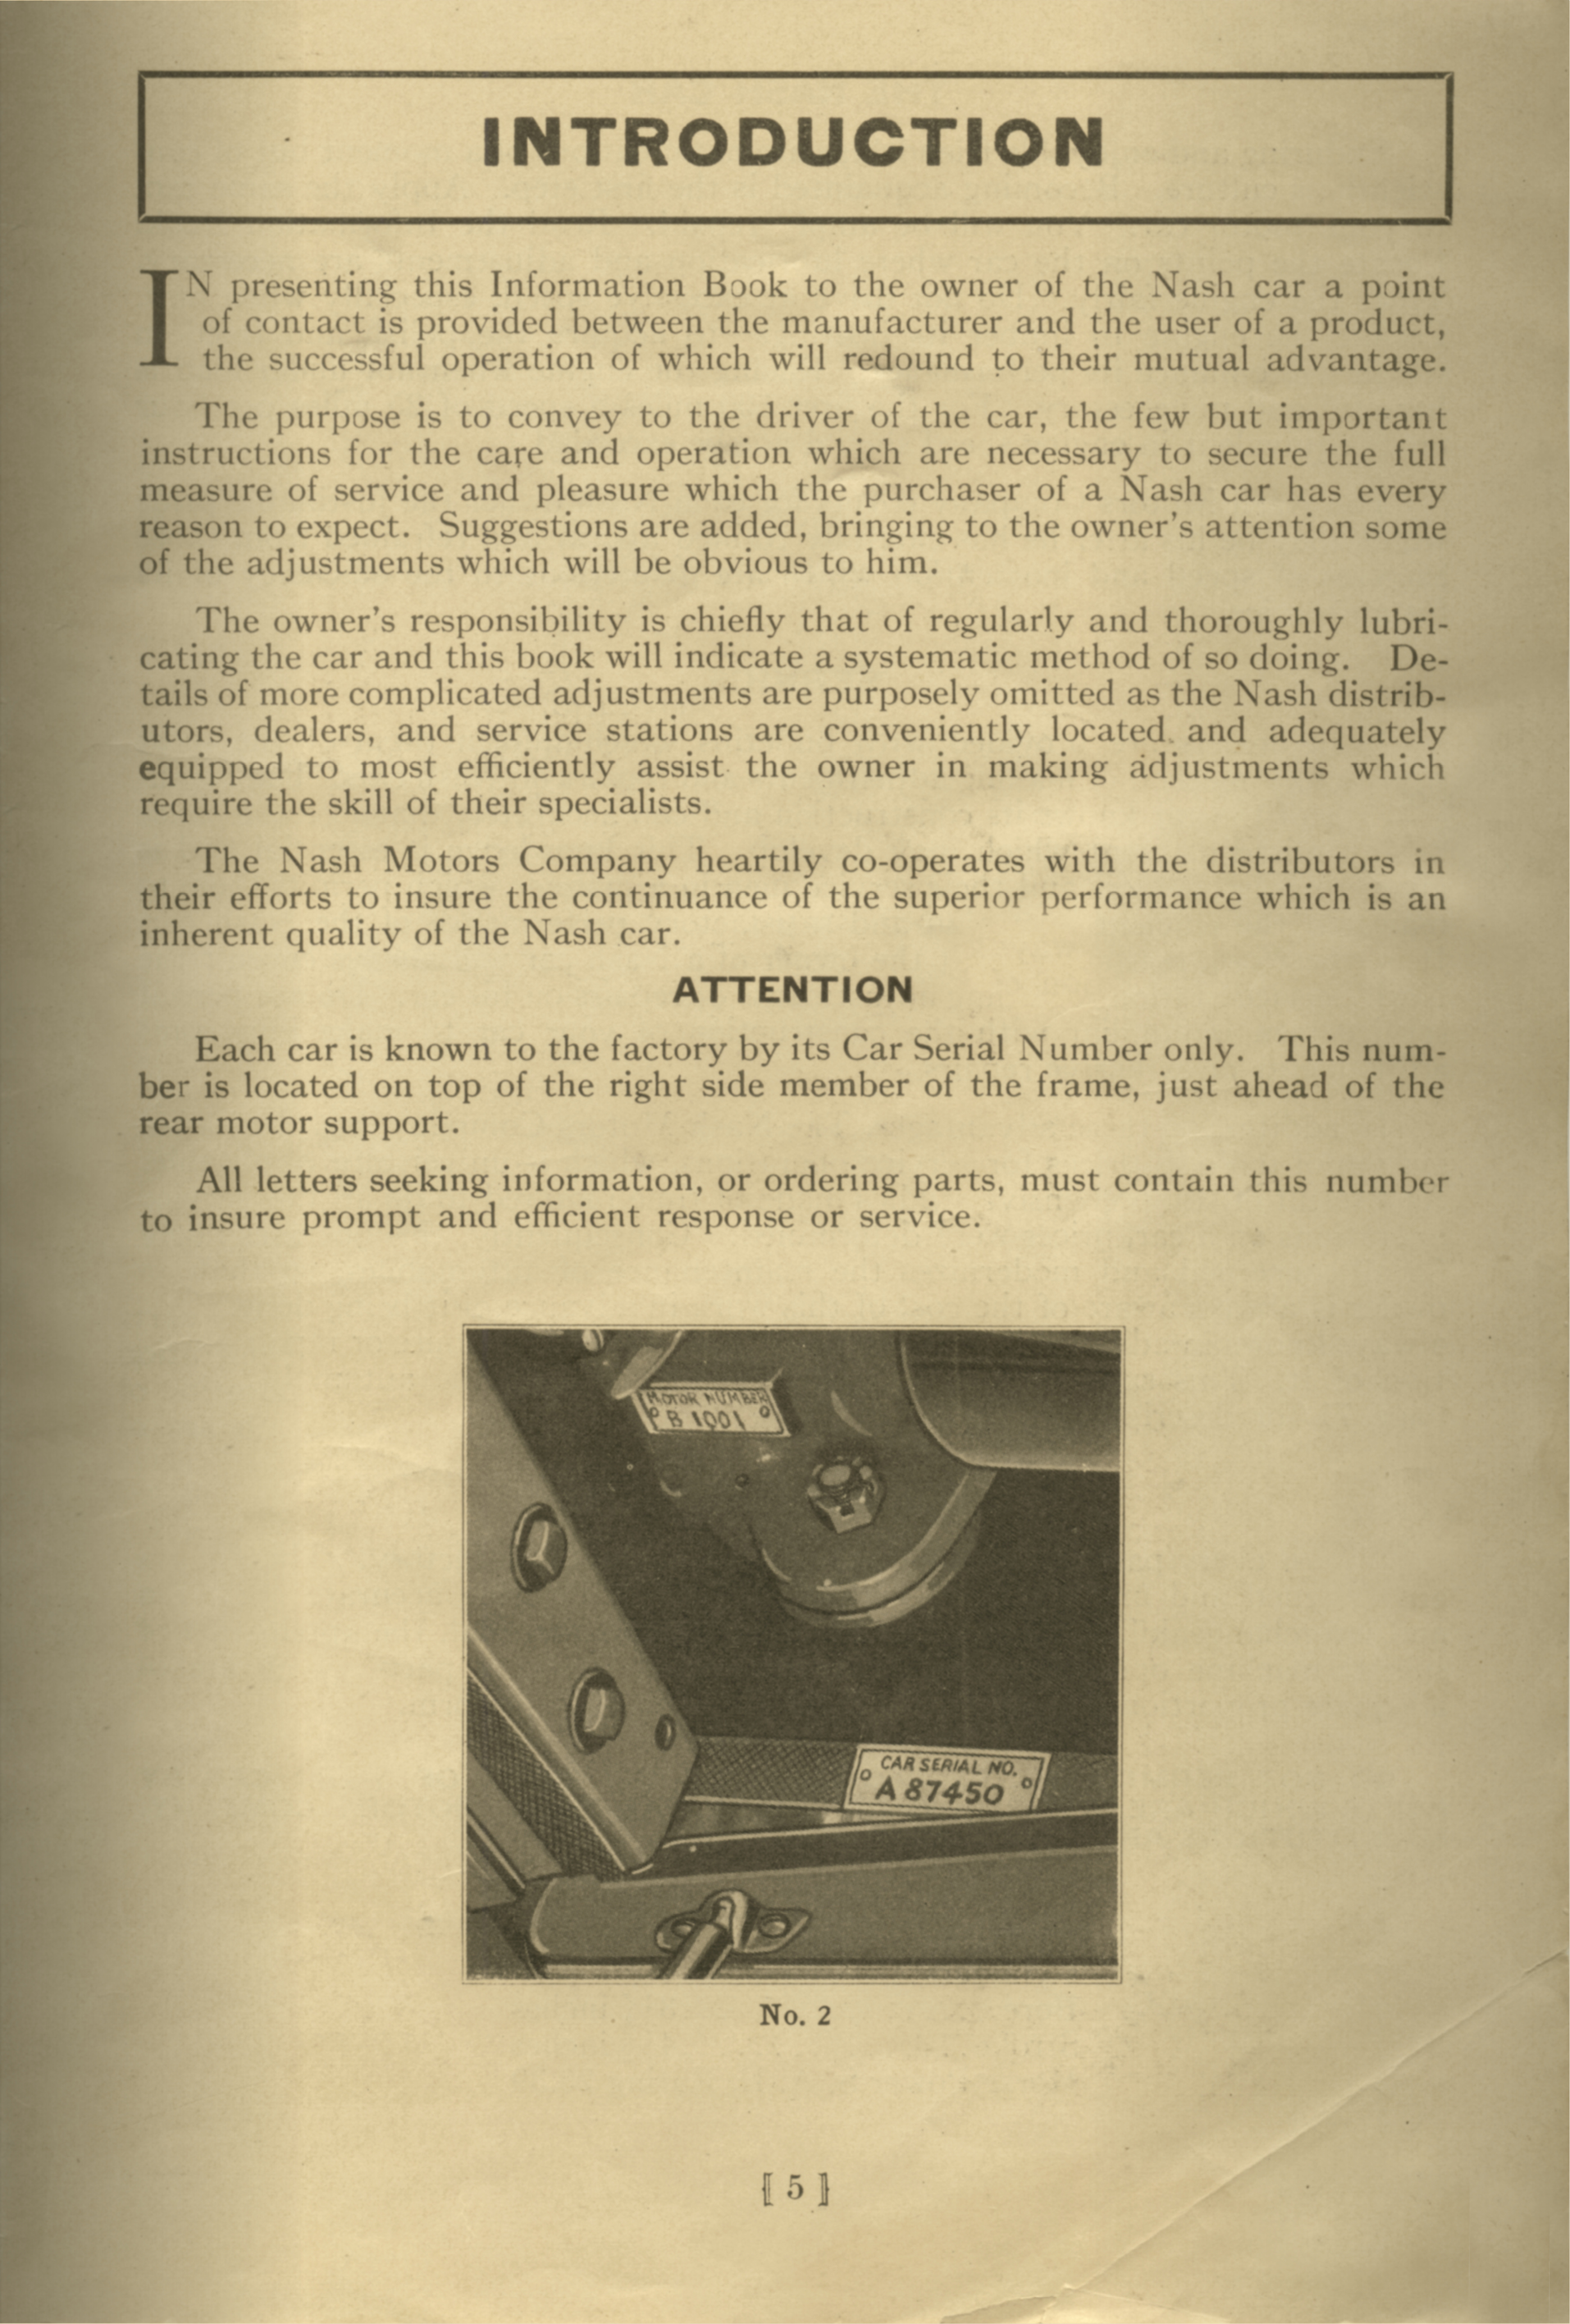 INTRODUCTION
IN presenting this Information Book to the owner of the Nash car a point
of contact is provided between the manufacturer and the user of a product,
the successful operation of which will redound to their mutual advantage.
The purpose is to convey to the driver of the car, the few but important
instructions for the care and operation which are necessary to secure the full
measure of service and pleasure which the purchaser of a Nash car has every
reason to expect. Suggestions are added, bringing to the owner's attention some
of the adjustments which will be obvious to him.
The owner's responsibility is chiefly that of regularly and thoroughly lubri-
cating the car and this book will indicate a systematic method of so doing. De-
tails of more complicated adjustments are purposely omitted as the Nash distrib-
utors, dealers, and service stations are conveniently located and adequately
equipped to most efficiently assist the owner in making adjustments which
require the skill of their specialists.
The Nash Motors Company heartily co-operates with the distributors in
their efforts to insure the continuance of the superior performance which is an
inherent quality of the Nash car.
ATTENTION
Each car is known to the factory by its Car Serial Number only. This num-
ber is located on top of the right side member of the frame, just ahead of the
rear motor support.
All letters seeking information, or ordering parts, must contain this number
to insure prompt and efficient response or service.
MOTOR NUMBER
B 1001
CAR SERIAL NO.
A 87450
No. 2
[ 5 ]